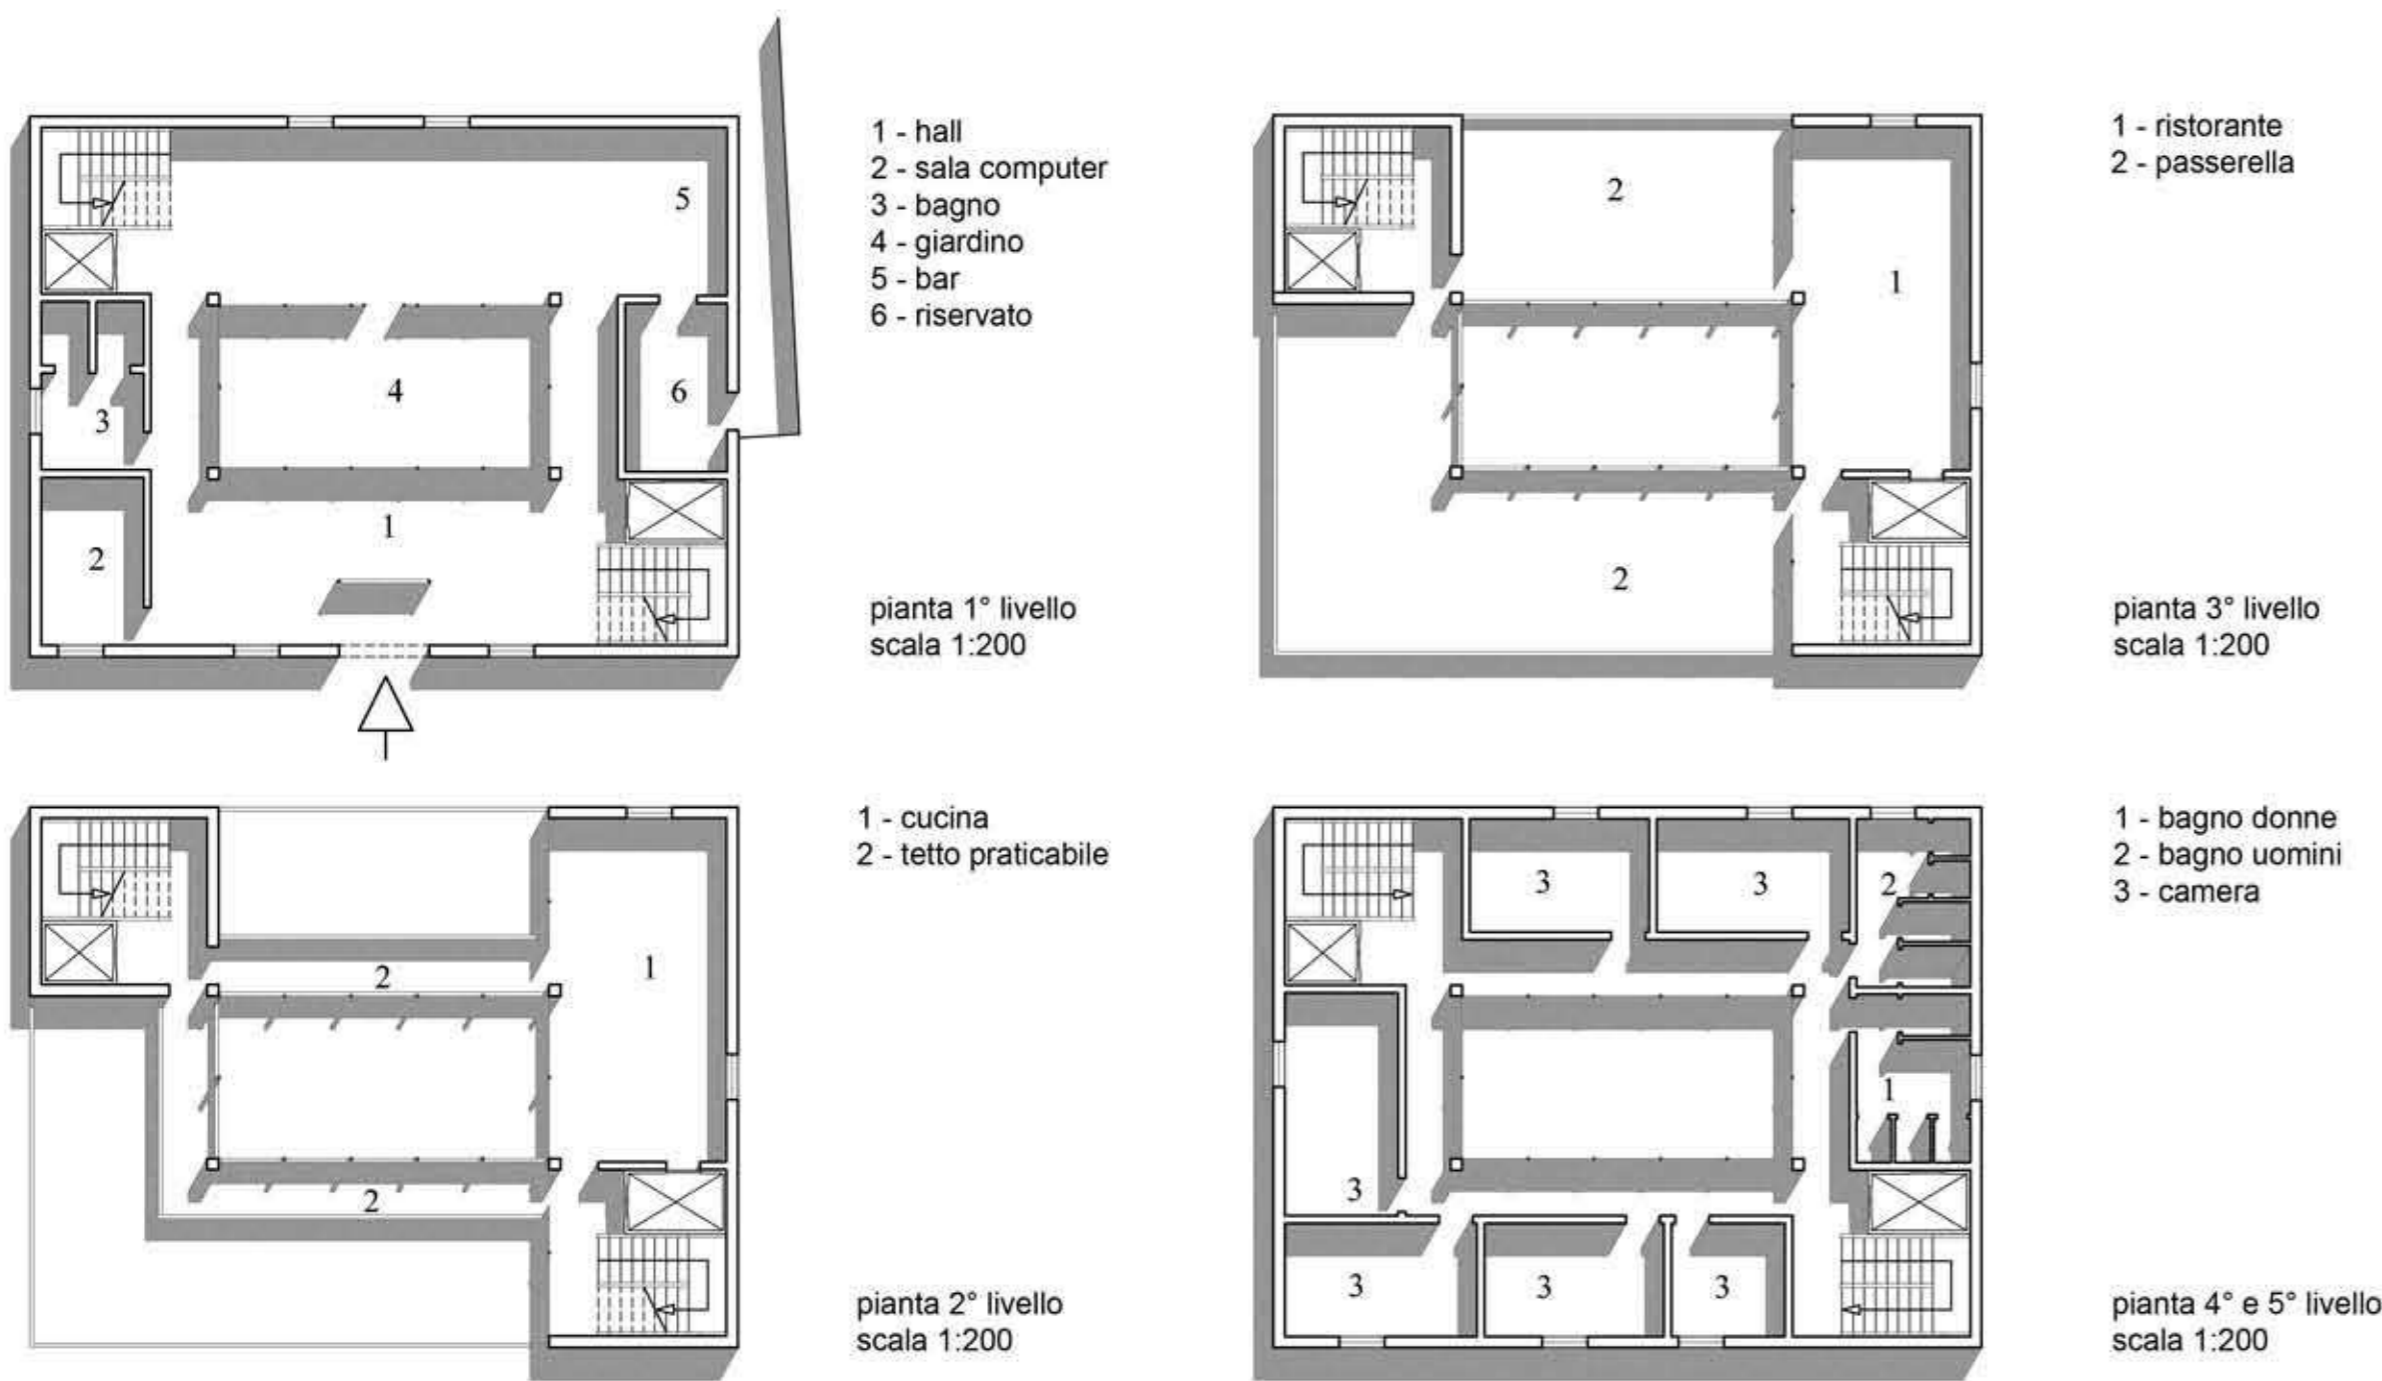 1 - hall
2 - sala computer
3 - bagno
4 - giardino
5 - bar
6 - riservato
5
4
6
3
1
2
pianta 1° livello
scala 1:200
1 - ristorante
2 - passerella
2
1
2
pianta 3° livello
scala 1:200
1 - cucina
2 - tetto praticabile
2
1
2
pianta 2° livello
scala 1:200
1 - bagno donne
2 - bagno uomini
3 - camera
3
3
2
1
3
3
3
3
pianta 4° e 5° livello
scala 1:200